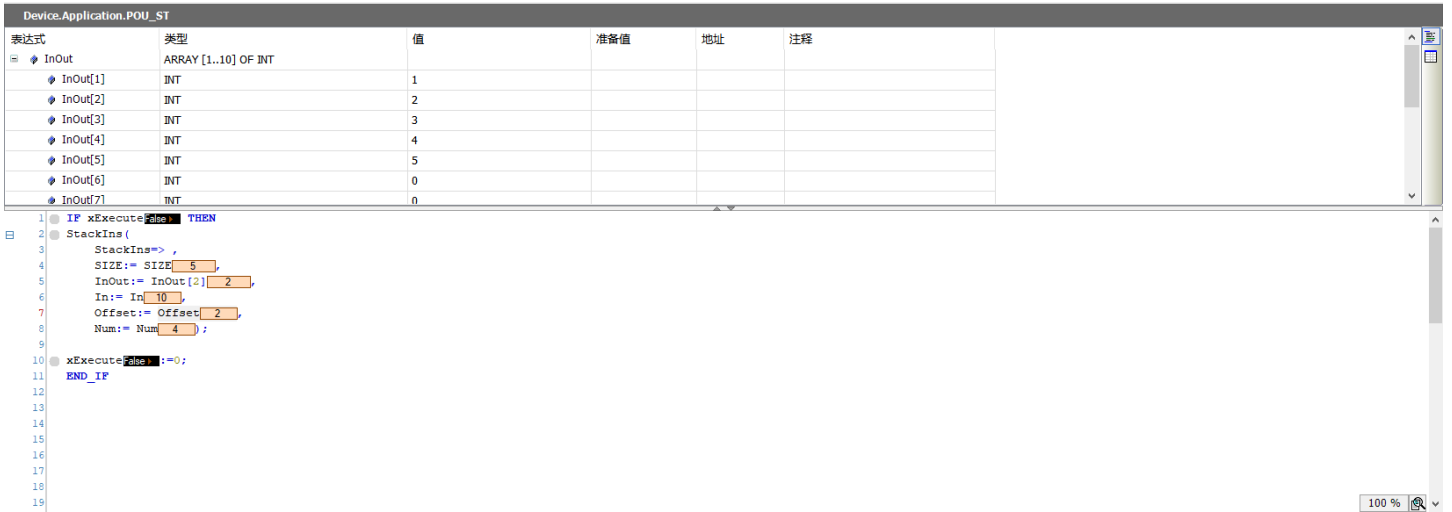 Device.Application.POU_ST
表达式 类型 值 准备值 地址 注释
InOut ARRAY [1..10] OF INT
InOut[1] INT 1
InOut[2] INT 2
InOut[3] INT 3
InOut[4] INT 4
InOut[5] INT 5
InOut[6] INT 0
InOut[7] INT 0
1 IF xExecute False THEN
2 StackIns(
3 StackIns=> ,
4 SIZE:= SIZE 5 ,
5 InOut:= InOut[2] 2 ,
6 In:= In 10 ,
7 Offset:= Offset 2 ,
8 Num:= Num 4 );
9
10 xExecute False :=0;
11 END_IF
12
13
14
15
16
17
18
19
100 %